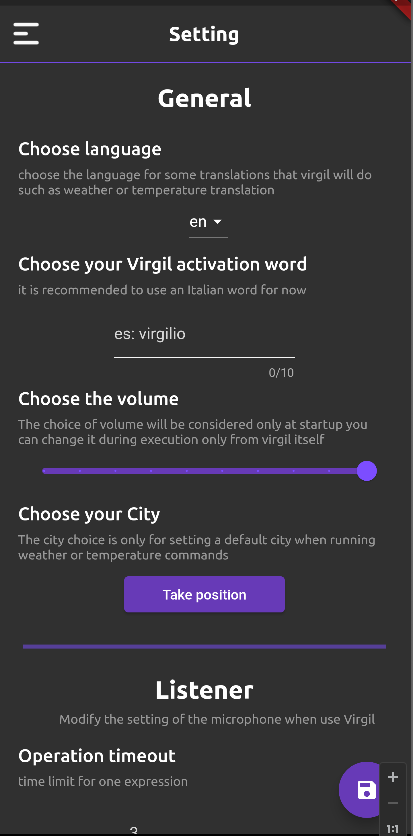 Setting
General
Choose language
choose the language for some translations that virgil will do
such as weather or temperature translation
en
Choose your Virgil activation word
it is recommended to use an Italian word for now
es: virgilio
0/10
Choose the volume
The choice of volume will be considered only at startup you
can change it during execution only from virgil itself
Choose your City
The city choice is only for setting a default city when running
weather or temperature commands
Take position
Listener
Modify the setting of the microphone when use Virgil
Operation timeout
time limit for one expression
3
+
−
1:1